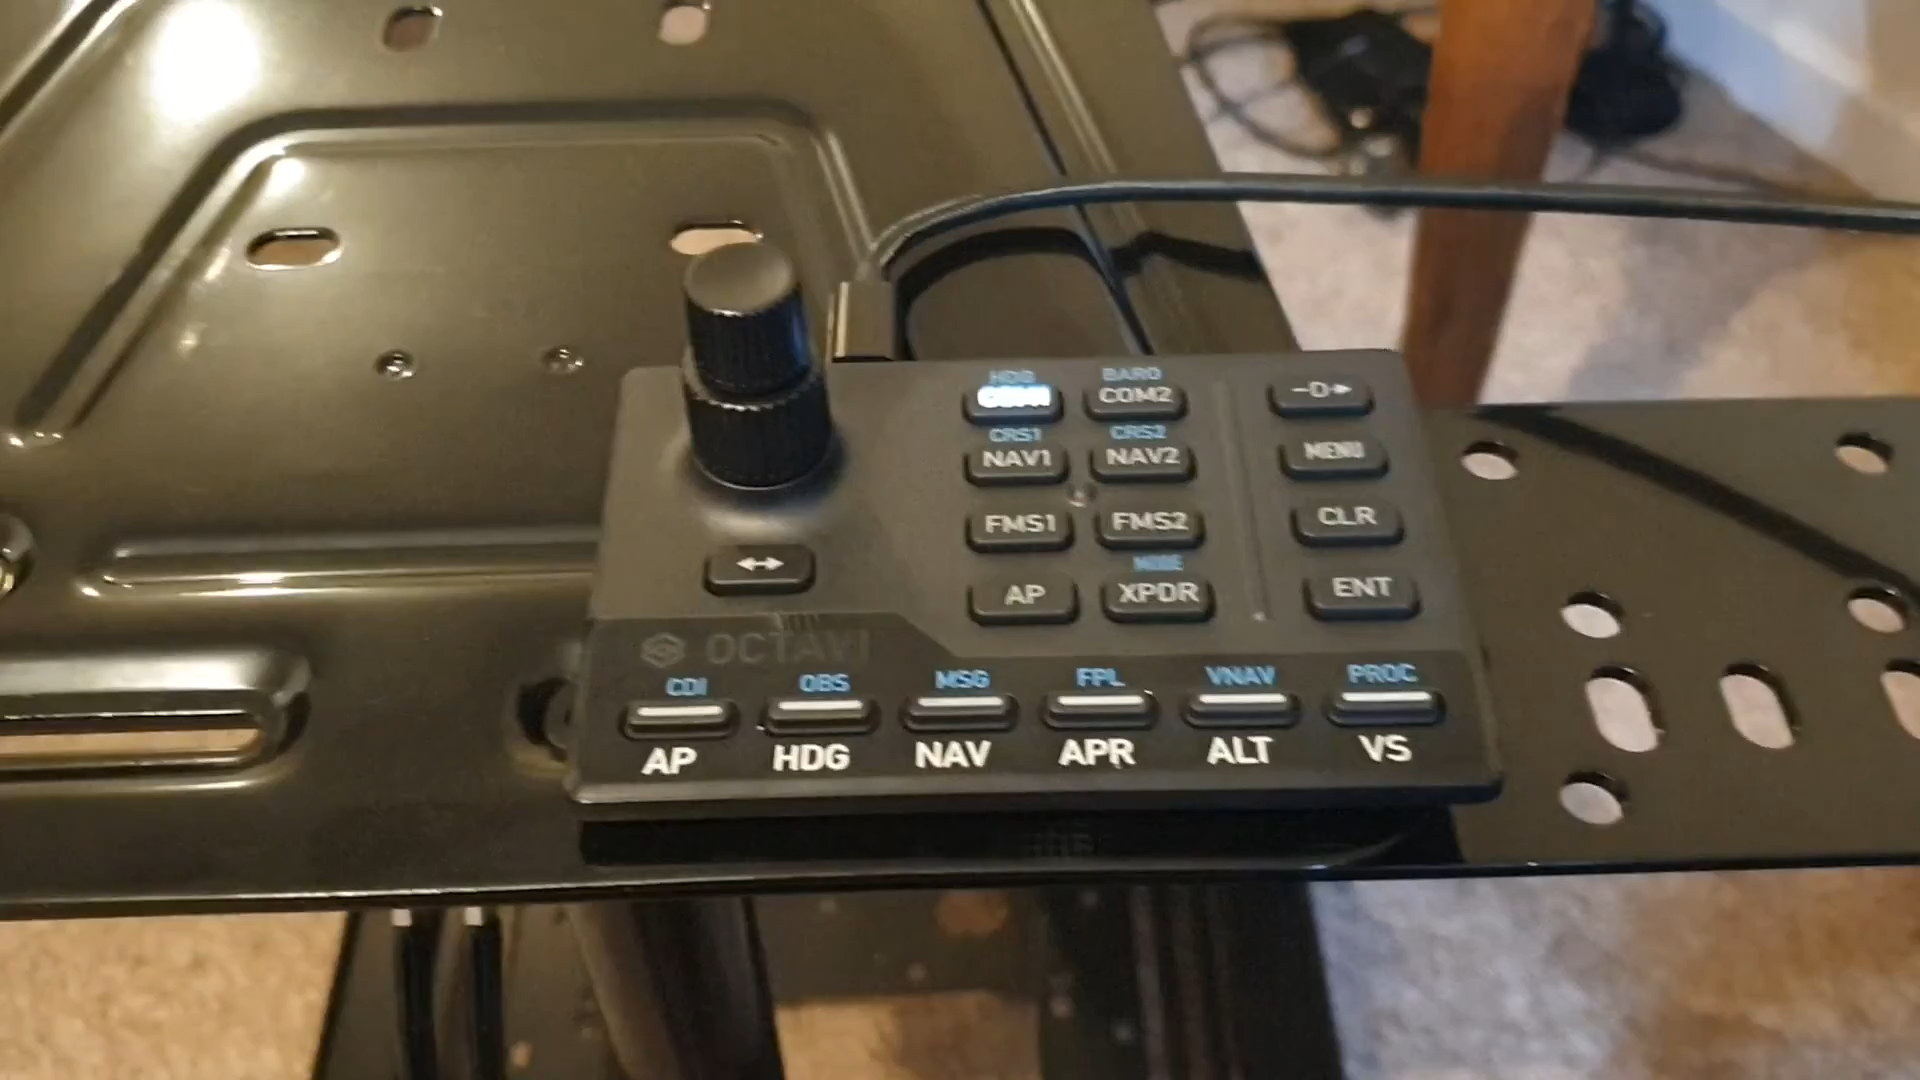 HDG BARO
COM1 COM2
CRS1 CRS2
NAV1 NAV2
FMS1 FMS2
MODE
AP XPDR
-D
MENU
CLR
ENT
OCTAVI
CDI OBS MSG FPL VNAV PROC
AP HDG NAV APR ALT VS